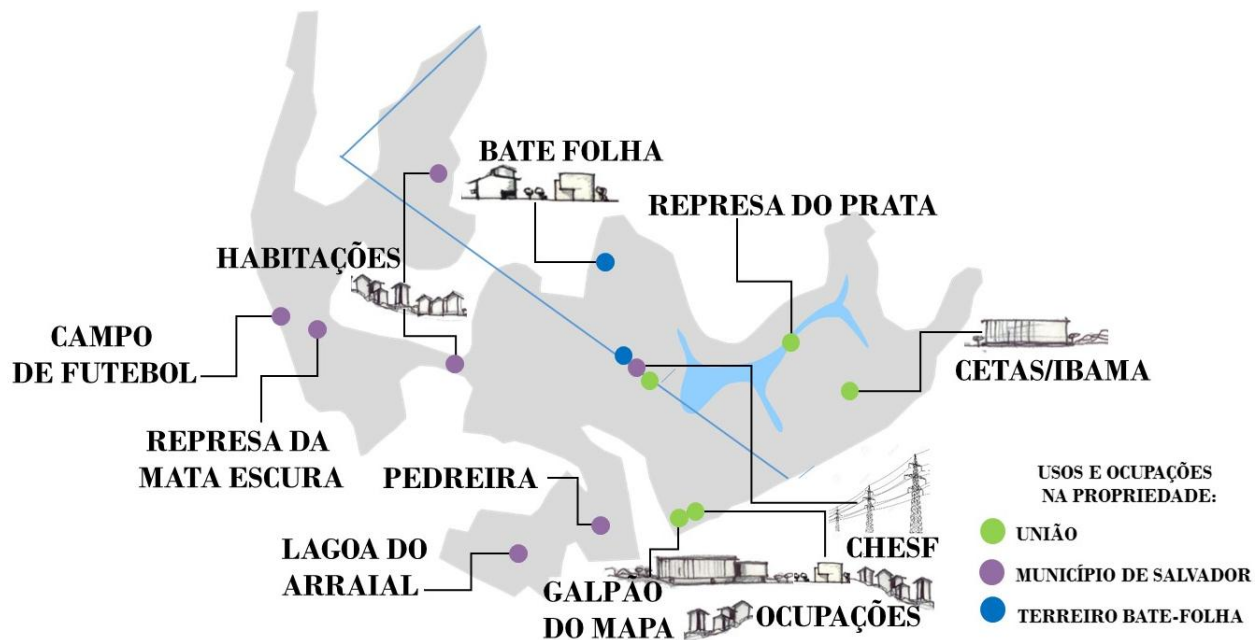 BATE FOLHA
REPRESA DO PRATA
HABITAÇÕES
CAMPO
DE FUTEBOL
CETAS/IBAMA
REPRESA DA
MATA ESCURA
PEDREIRA
LAGOA DO
ARRAIAL
GALPÃO
DO MAPA
OCUPAÇÕES
CHESF
USOS E OCUPAÇÕES
NA PROPRIEDADE:
UNIÃO
MUNICÍPIO DE SALVADOR
TERREIRO BATE-FOLHA